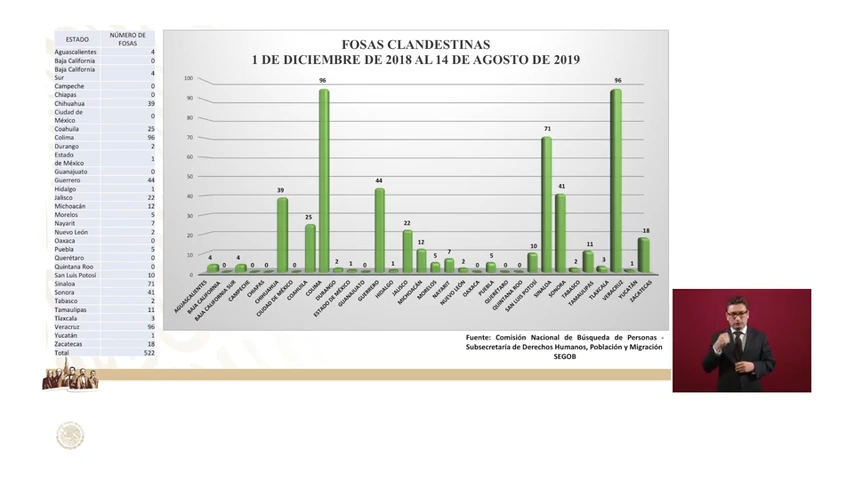 ESTADO NÚMERO DE FOSAS
Aguascalientes 4
Baja California 0
Baja California Sur 4
Campeche 0
Chiapas 0
Chihuahua 39
Ciudad de México 0
Coahuila 25
Colima 96
Durango 2
Estado de México 1
Guanajuato 0
Guerrero 44
Hidalgo 1
Jalisco 22
Michoacán 12
Morelos 5
Nayarit 7
Nuevo León 2
Oaxaca 0
Puebla 5
Querétaro 0
Quintana Roo 0
San Luis Potosí 10
Sinaloa 71
Sonora 41
Tabasco 2
Tamaulipas 11
Tlaxcala 3
Veracruz 96
Yucatán 1
Zacatecas 18
Total 522
FOSAS CLANDESTINAS
1 DE DICIEMBRE DE 2018 AL 14 DE AGOSTO DE 2019
100
90
80
70
60
50
40
30
20
10
0
4 0 4 0 0 39 0 25 96 2 1 0 44 1 22 12 5 7 2 0 5 0 0 10 71 41 2 11 3 96 1 18
AGUASCALIENTES
BAJA CALIFORNIA
BAJA CALIFORNIA SUR
CAMPECHE
CHIAPAS
CHIHUAHUA
CIUDAD DE MÉXICO
COAHUILA
COLIMA
DURANGO
ESTADO DE MÉXICO
GUANAJUATO
GUERRERO
HIDALGO
JALISCO
MICHOACÁN
MORELOS
NAYARIT
NUEVO LEÓN
OAXACA
PUEBLA
QUERÉTARO
QUINTANA ROO
SAN LUIS POTOSÍ
SINALOA
SONORA
TABASCO
TAMAULIPAS
TLAXCALA
VERACRUZ
YUCATÁN
ZACATECAS
Fuente: Comisión Nacional de Búsqueda de Personas -
Subsecretaría de Derechos Humanos, Población y Migración
SEGOB